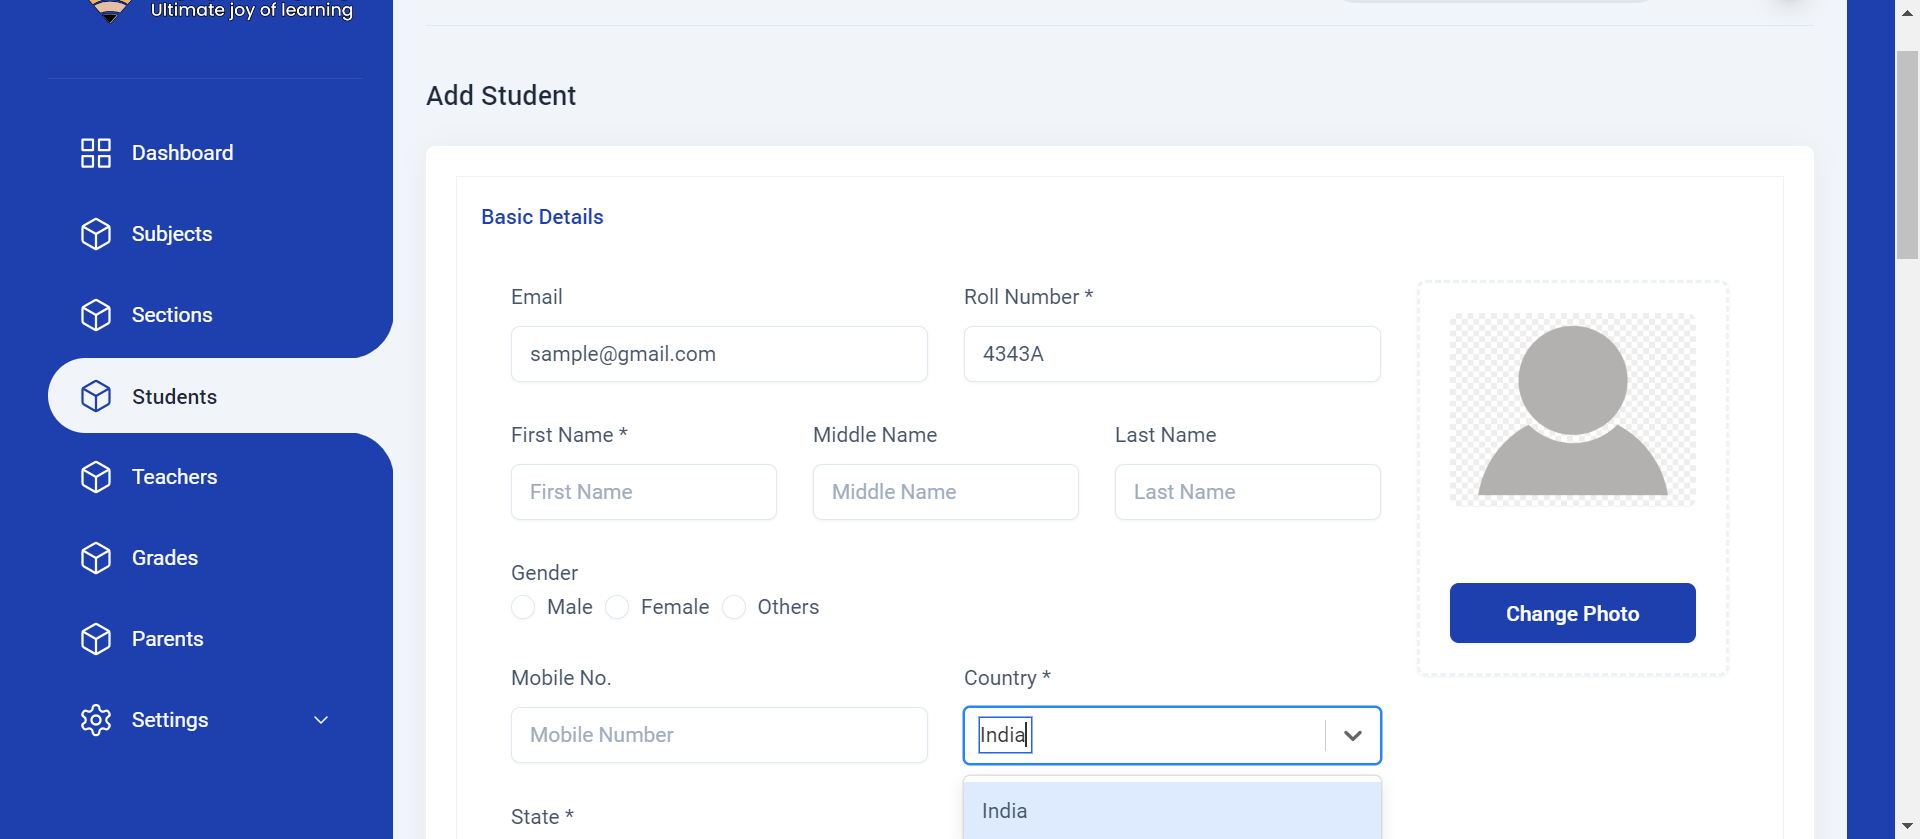 Ultimate joy of learning
Add Student
Dashboard
Subjects
Sections
Students
Teachers
Grades
Parents
Settings
Basic Details
Email
Roll Number *
sample@gmail.com
4343A
First Name *
Middle Name
Last Name
First Name
Middle Name
Last Name
Gender
Male
Female
Others
Change Photo
Mobile No.
Country *
Mobile Number
India
India
State *